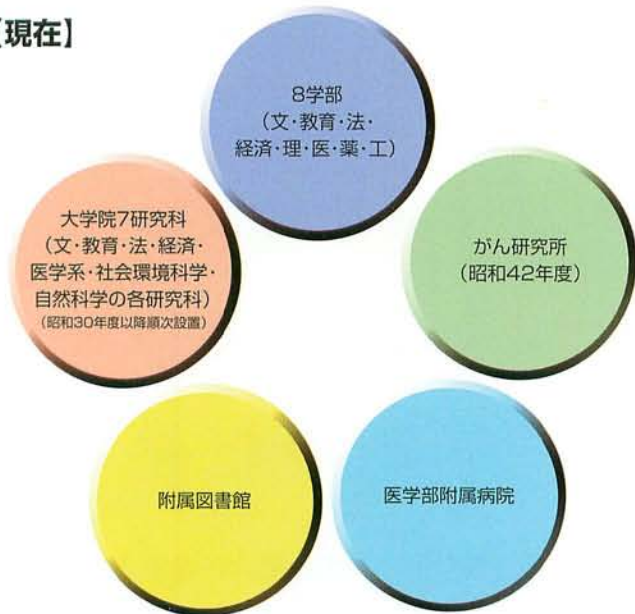 【現在】
8学部
(文・教育・法・
経済・理・医・薬・工)
大学院7研究科
(文・教育・法・経済・
医学系・社会環境科学・
自然科学の各研究科)
(昭和30年度以降順次設置)
がん研究所
(昭和42年度)
附属図書館
医学部附属病院